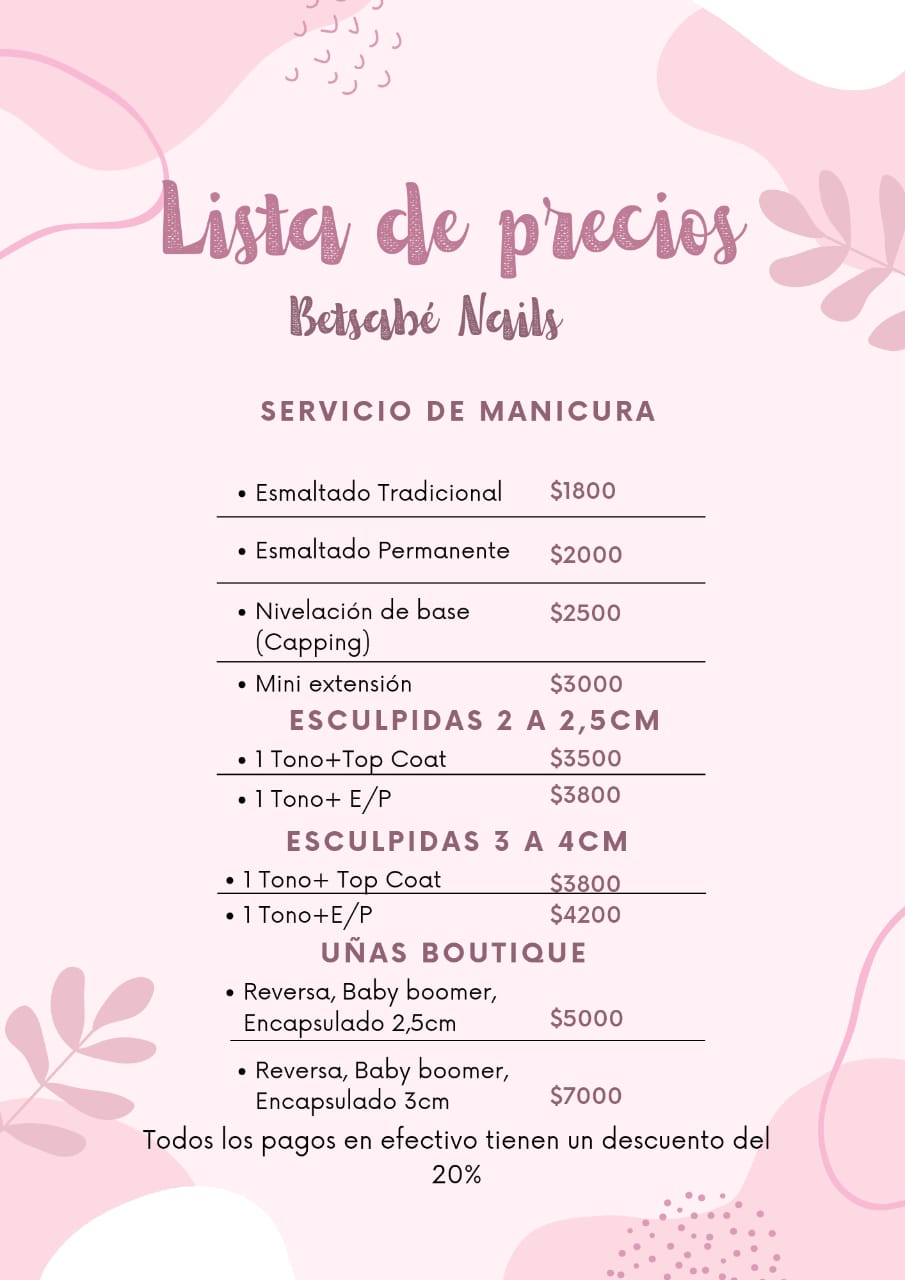 Lista de precios
Betsabé Nails
SERVICIO DE MANICURA
• Esmaltado Tradicional $1800
• Esmaltado Permanente $2000
• Nivelación de base $2500
(Capping)
• Mini extensión $3000
ESCULPIDAS 2 A 2,5CM
• 1 Tono+Top Coat $3500
• 1 Tono+ E/P $3800
ESCULPIDAS 3 A 4CM
• 1 Tono+ Top Coat $3800
• 1 Tono+E/P $4200
UÑAS BOUTIQUE
• Reversa, Baby boomer,
Encapsulado 2,5cm $5000
• Reversa, Baby boomer,
Encapsulado 3cm $7000
Todos los pagos en efectivo tienen un descuento del
20%